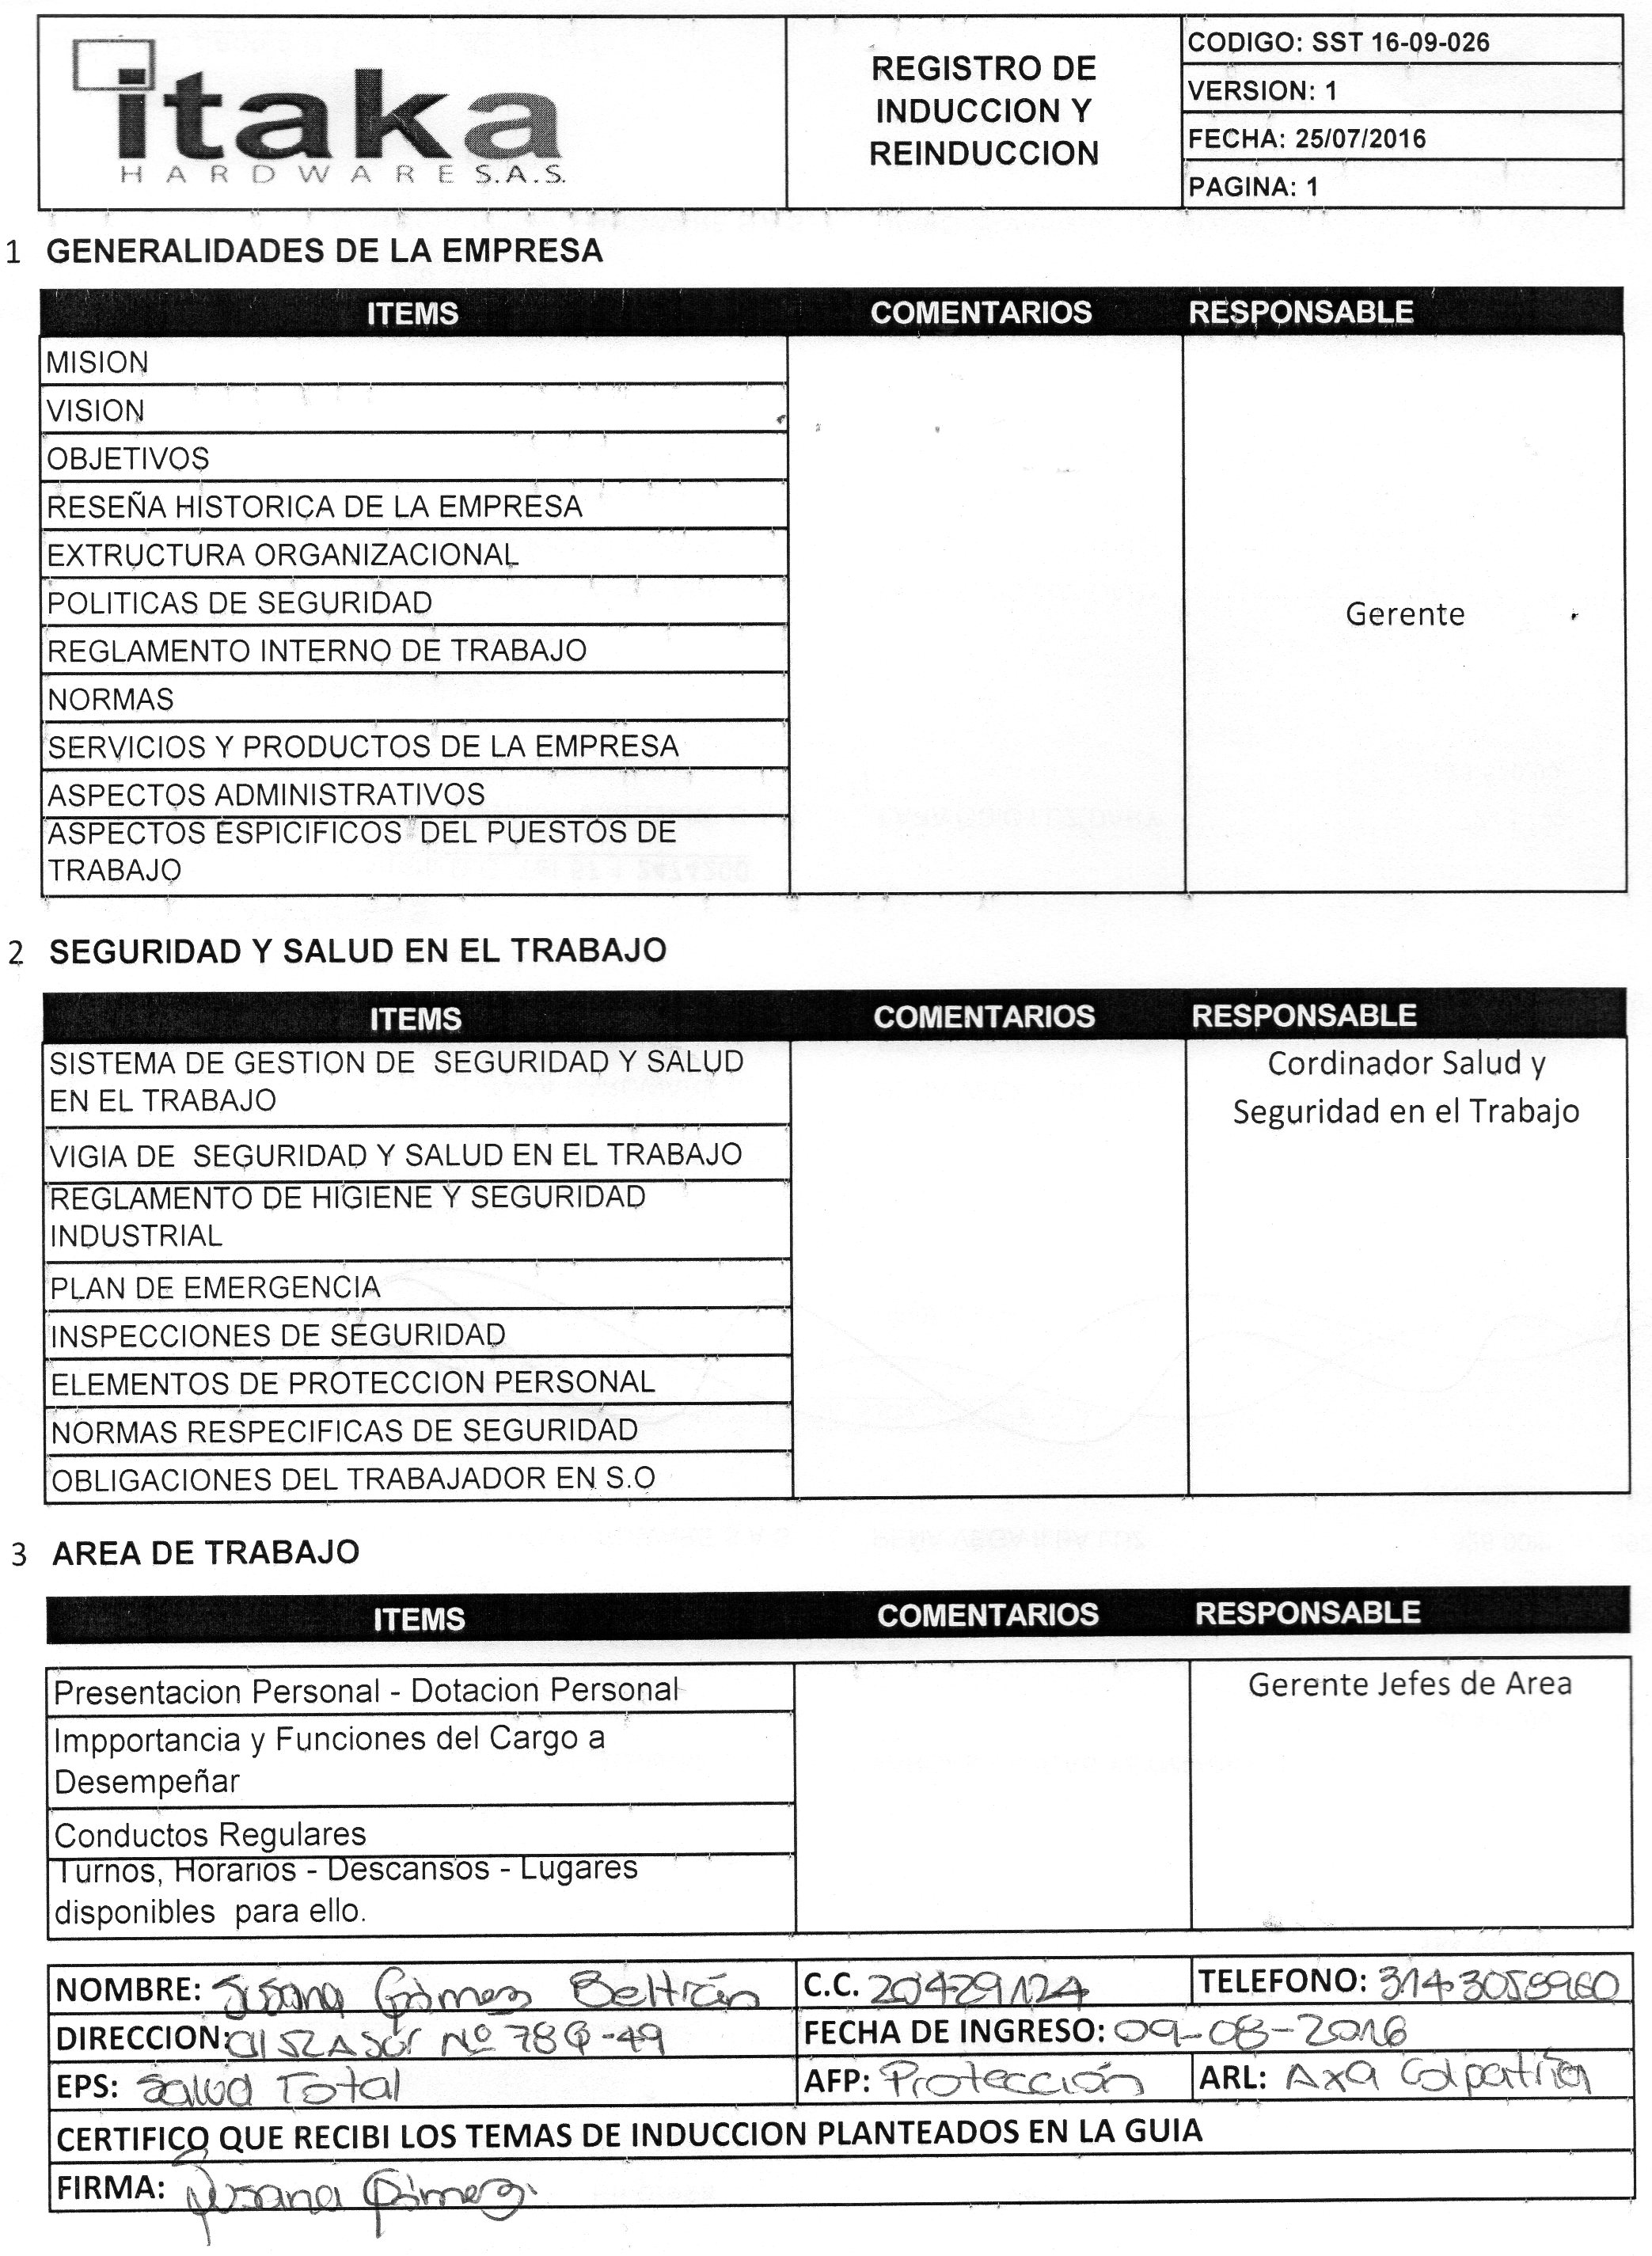 itaka
HARDWARE S.A.S.
REGISTRO DE
INDUCCION Y
REINDUCCION
CODIGO: SST 16-09-026
VERSION: 1
FECHA: 25/07/2016
PAGINA: 1
1 GENERALIDADES DE LA EMPRESA
ITEMS COMENTARIOS RESPONSABLE
MISION
VISION
OBJETIVOS
RESEÑA HISTORICA DE LA EMPRESA
EXTRUCTURA ORGANIZACIONAL
POLITICAS DE SEGURIDAD
Gerente
REGLAMENTO INTERNO DE TRABAJO
NORMAS
SERVICIOS Y PRODUCTOS DE LA EMPRESA
ASPECTOS ADMINISTRATIVOS
ASPECTOS ESPICIFICOS DEL PUESTOS DE
TRABAJO
2 SEGURIDAD Y SALUD EN EL TRABAJO
ITEMS COMENTARIOS RESPONSABLE
SISTEMA DE GESTION DE SEGURIDAD Y SALUD
EN EL TRABAJO
Cordinador Salud y
Seguridad en el Trabajo
VIGIA DE SEGURIDAD Y SALUD EN EL TRABAJO
REGLAMENTO DE HIGIENE Y SEGURIDAD
INDUSTRIAL
PLAN DE EMERGENCIA
INSPECCIONES DE SEGURIDAD
ELEMENTOS DE PROTECCION PERSONAL
NORMAS RESPECIFICAS DE SEGURIDAD
OBLIGACIONES DEL TRABAJADOR EN S.O
3 AREA DE TRABAJO
ITEMS COMENTARIOS RESPONSABLE
Presentacion Personal - Dotacion Personal
Gerente Jefes de Area
Impportancia y Funciones del Cargo a
Desempeñar
Conductos Regulares
Turnos, Horarios - Descansos - Lugares
disponibles para ello.
NOMBRE: Susana Gómez Beltrán C.C. 20429124 TELEFONO: 3143058960
DIRECCION: Cl 52A Sur Nº 78Q-49 FECHA DE INGRESO: 09-08-2016
EPS: Salud Total AFP: Protección ARL: Axa Colpatria
CERTIFICO QUE RECIBI LOS TEMAS DE INDUCCION PLANTEADOS EN LA GUIA
FIRMA: Susana Gómez